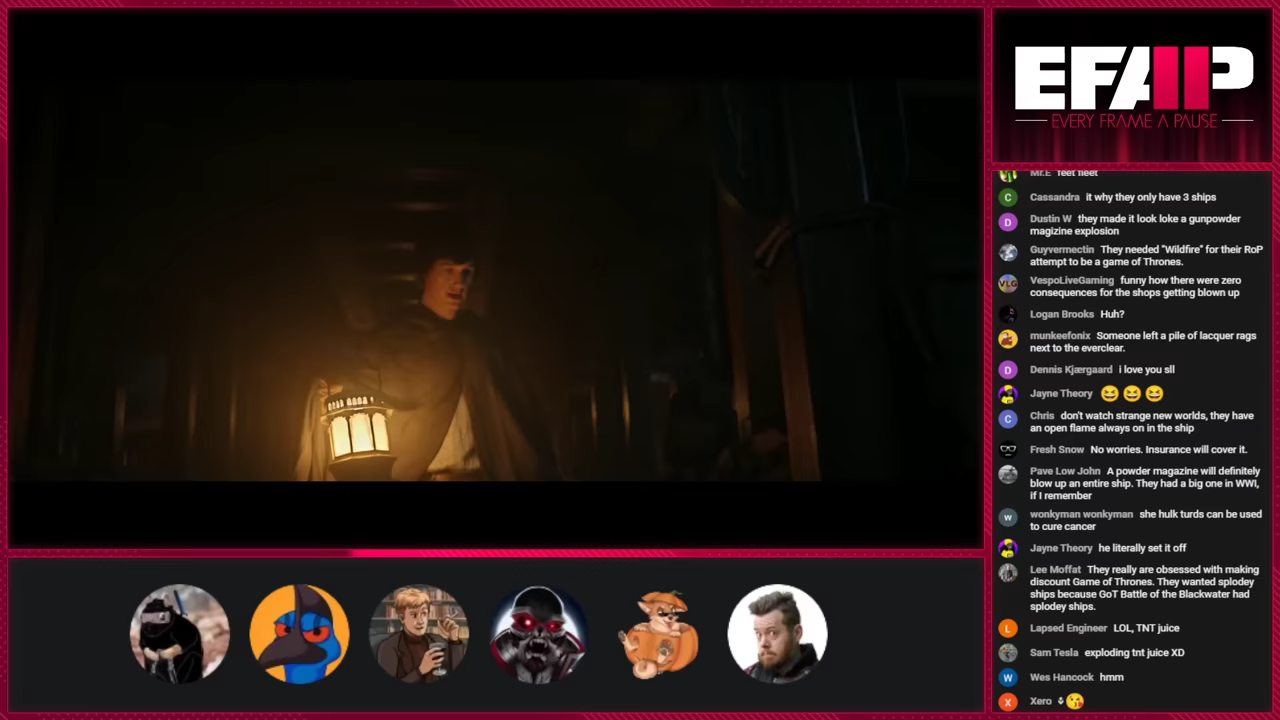 EFAP
EVERY FRAME A PAUSE
Mr.E feet fleet
C Cassandra it why they only have 3 ships
D Dustin W they made it look loke a gunpowder
magizine explosion
Guyvermectin They needed "Wildfire" for their RoP
attempt to be a game of Thrones.
VLG VespoLiveGaming funny how there were zero
consequences for the shops getting blown up
Logan Brooks Huh?
munkeefonix Someone left a pile of lacquer rags
next to the everclear.
D Dennis Kjærgaard i love you sll
Jayne Theory 😆 😆 😆
C Chris don't watch strange new worlds, they have
an open flame always on in the ship
Fresh Snow No worries. Insurance will cover it.
Pave Low John A powder magazine will definitely
blow up an entire ship. They had a big one in WWI,
if I remember
w wonkyman wonkyman she hulk turds can be used
to cure cancer
Jayne Theory he literally set it off
Lee Moffat They really are obsessed with making
discount Game of Thrones. They wanted splodey
ships because GoT Battle of the Blackwater had
splodey ships.
L Lapsed Engineer LOL, TNT juice
Sam Tesla exploding tnt juice XD
W Wes Hancock hmm
X Xero 🌷😘